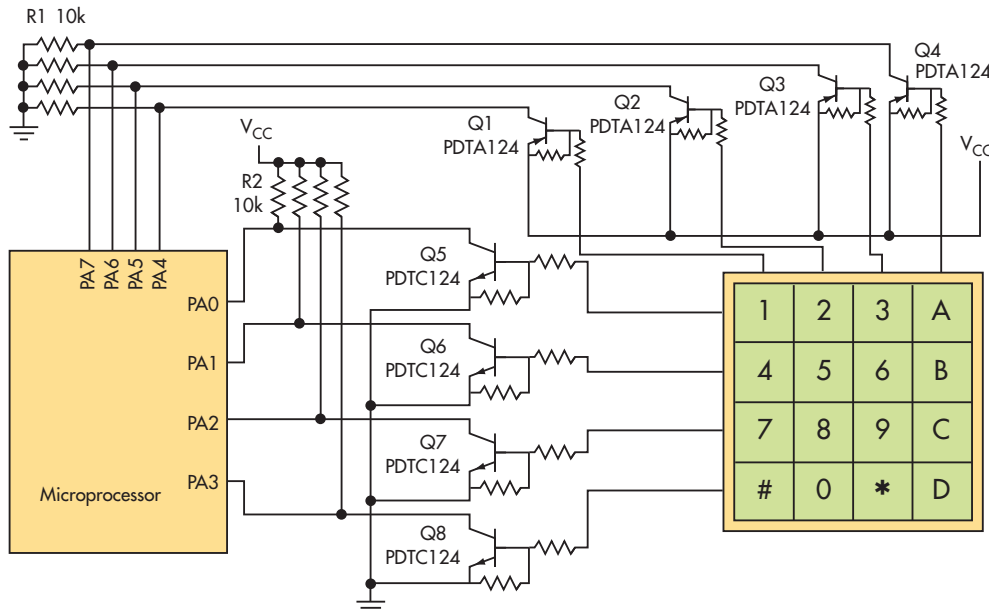 R1 10k
Q4
PDTA124
Q3
PDTA124
Q2
PDTA124
Q1
PDTA124
VCC
VCC
R2
10k
PA7
PA6
PA5
PA4
PA0
PA1
PA2
PA3
Microprocessor
Q5
PDTC124
Q6
PDTC124
Q7
PDTC124
Q8
PDTC124
1 2 3 A
4 5 6 B
7 8 9 C
# 0 * D